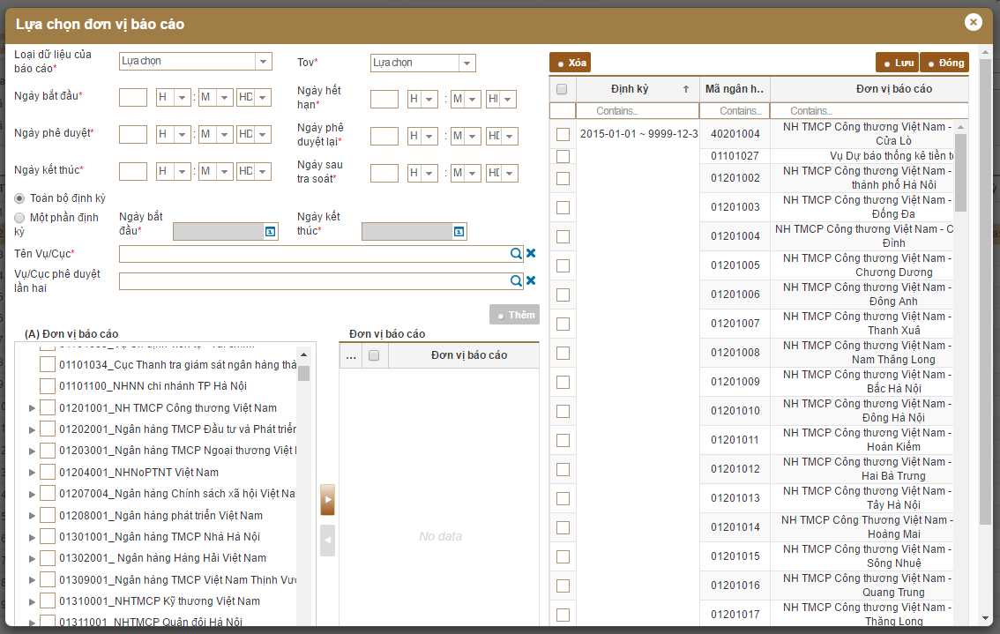 Lựa chọn đơn vị báo cáo
Loại dữ liệu của
báo cáo*
Lựa chọn
Tov*
Lựa chọn
Ngày bắt đầu*
H : M HD
Ngày hết
hạn*
H : M
Ngày phê duyệt*
H : M HD
Ngày phê
duyệt lại*
H : M
Ngày kết thúc*
H : M HD
Ngày sau
tra soát*
H : M
Toàn bộ định kỳ
Một phần định
kỳ
Ngày bắt
đầu*
Ngày kết
thúc*
Tên Vụ/Cục*
Vụ/Cục phê duyệt
lần hai
Thêm
(A) Đơn vị báo cáo
01101034_Cục Thanh tra giám sát ngân hàng
01101100_NHNN chi nhánh TP Hà Nội
01201001_NH TMCP Công thương Việt Nam
01202001_Ngân hàng TMCP Đầu tư và Phát triển
01203001_Ngân hàng TMCP Ngoại thương Việt
01204001_NHNoPTNT Việt Nam
01207004_Ngân hàng Chính sách xã hội Việt
01208001_Ngân hàng phát triển Việt Nam
01301001_Ngân hàng TMCP Nhà Hà Nội
01302001_ Ngân hàng Hàng Hải Việt Nam
01309001_Ngân hàng TMCP Việt Nam Thịnh
01310001_NHTMCP Kỹ thương Việt Nam
01311001_NHTMCP Quân đội Hà Nội
Đơn vị báo cáo
... Đơn vị báo cáo
No data
Xóa
Lưu
Đóng
Định kỳ ↑ Mã ngân h.. Đơn vị báo cáo
Contains... Contains... Contains...
2015-01-01 ~ 9999-12-3 40201004 NH TMCP Công thương Việt Nam -
Cửa Lò
01101027 Vụ Dự báo thống kê tiền
01201002 NH TMCP Công thương Việt Nam -
thành phố Hà Nôi
01201003 NH TMCP Công thương Việt Nam -
Đống Đa
01201004 NH TMCP Công thương Việt Nam -
Đình
01201005 NH TMCP Công thương Việt Nam -
Chương Dương
01201006 NH TMCP Công thương Việt Nam -
Đông Anh
01201007 NH TMCP Công thương Việt Nam -
Thanh Xuâ
01201008 NH TMCP Công thương Việt Nam -
Nam Thăng Long
01201009 NH TMCP Công thương Việt Nam -
Bắc Hà Nội
01201010 NH TMCP Công thương Việt Nam -
Đông Hà Nội
01201011 NH TMCP Công thương Việt Nam -
Hoàn Kiếm
01201012 NH TMCP Công thương Việt Nam -
Hai Bà Trưng
01201013 NH TMCP Công thương Việt Nam -
Tây Hà Nội
01201014 NH TMCP Công Thương Việt Nam -
Hoàng Mai
01201015 NH TMCP Công thương Việt Nam -
Sông Nhuệ
01201016 NH TMCP Công thương Việt Nam -
Quang Trung
01201017 NH TMCP Công thương Việt Nam -
Thăng Long